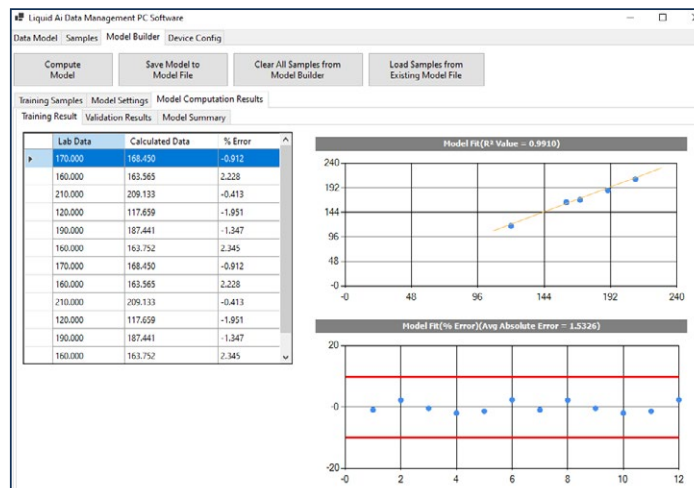 Liquid Ai Data Management PC Software
Data Model Samples Model Builder Device Config
Compute Model
Save Model to Model File
Clear All Samples from Model Builder
Load Samples from Existing Model File
Training Samples Model Settings Model Computation Results
Training Result Validation Results Model Summary
Lab Data Calculated Data % Error
170.000 168.450 -0.912
160.000 163.565 2.228
210.000 209.133 -0.413
120.000 117.659 -1.951
190.000 187.441 -1.347
160.000 163.752 2.345
170.000 168.450 -0.912
160.000 163.565 2.228
210.000 209.133 -0.413
120.000 117.659 -1.951
190.000 187.441 -1.347
160.000 163.752 2.345
Model Fit(R² Value = 0.9910)
240
192
144
96
48
-0
-0 48 96 144 192 240
Model Fit(% Error)(Avg Absolute Error = 1.5326)
20
-0
-20
-0 2 4 6 8 10 12